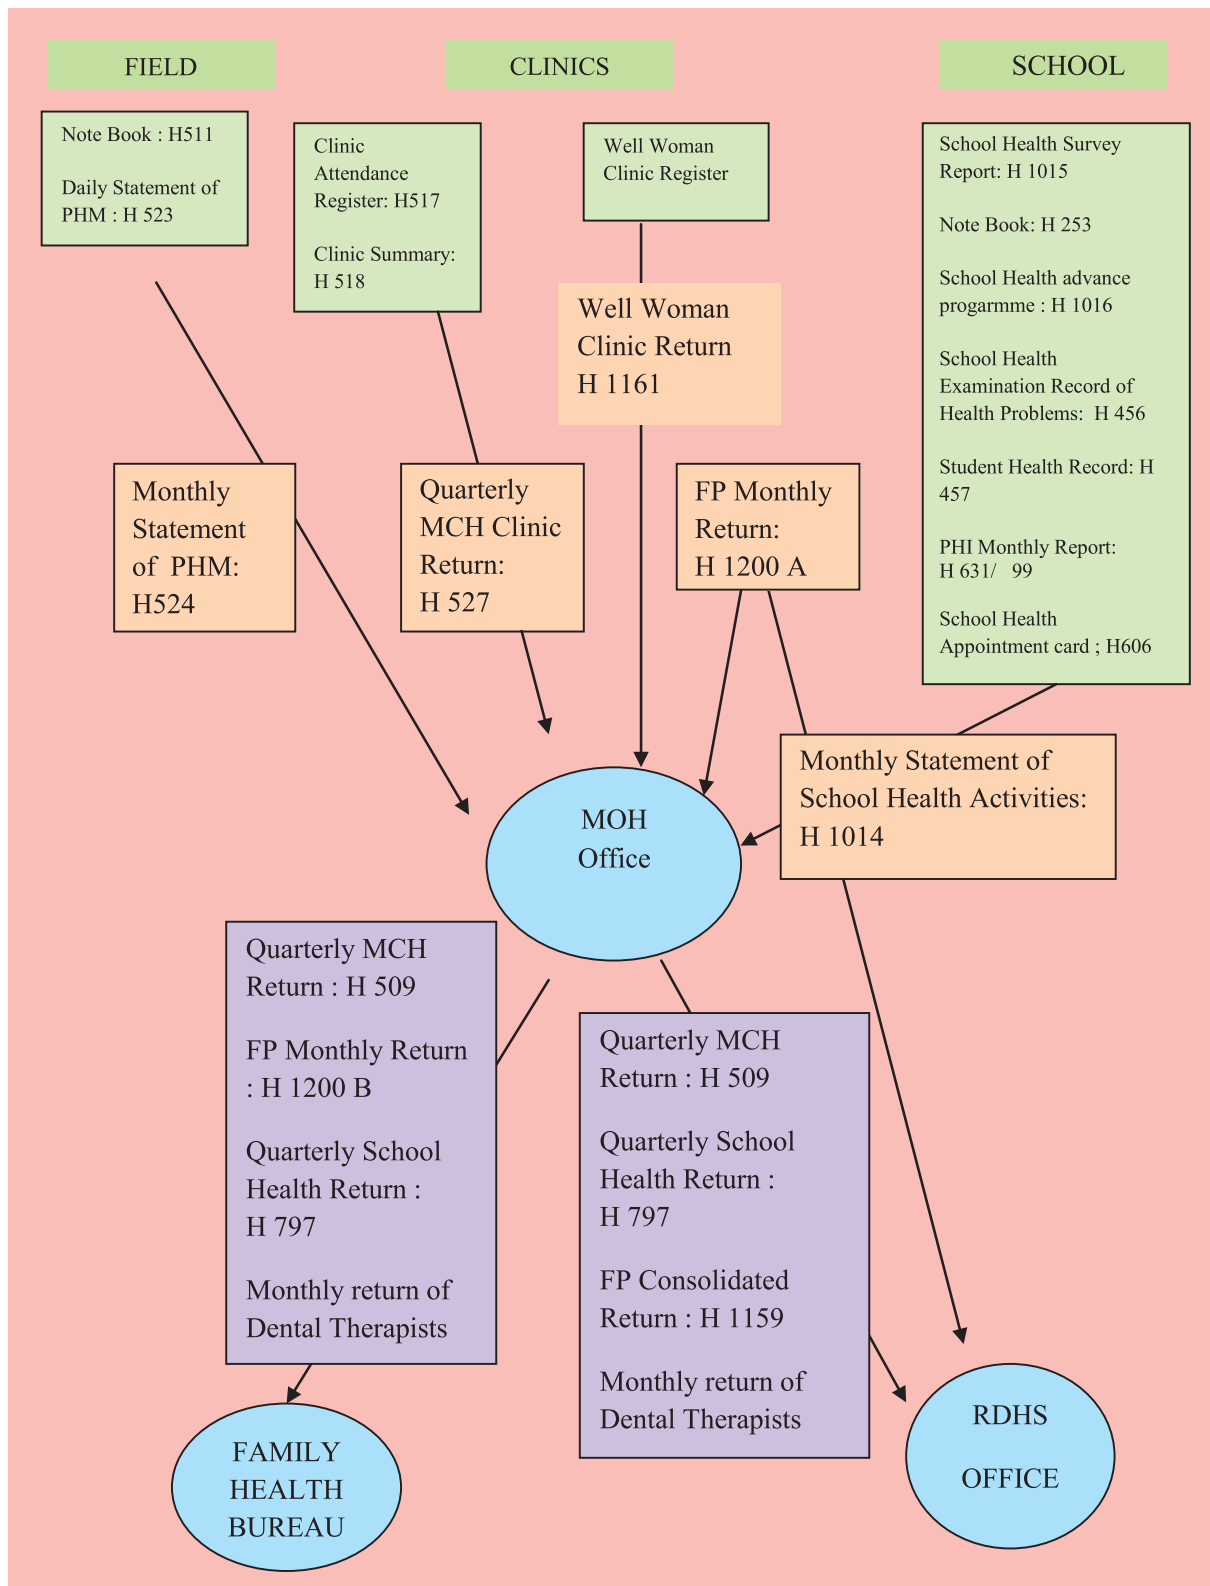 FIELD
CLINICS
SCHOOL
Note Book : H511
Daily Statement of
PHM : H 523
Clinic
Attendance
Register: H517
Clinic Summary:
H 518
Well Woman
Clinic Register
School Health Survey
Report: H 1015
Note Book: H 253
School Health advance
progarmme : H 1016
School Health
Examination Record of
Health Problems:  H 456
Student Health Record: H
457
PHI Monthly Report:
H 631/   99
School Health
Appointment card ; H606
Well Woman
Clinic Return
H 1161
Monthly
Statement
of  PHM:
H524
Quarterly
MCH Clinic
Return:
H 527
FP Monthly
Return:
H 1200 A
Monthly Statement of
School Health Activities:
H 1014
MOH
Office
Quarterly MCH
Return : H 509
FP Monthly Return
: H 1200 B
Quarterly School
Health Return :
H 797
Monthly return of
Dental Therapists
Quarterly MCH
Return : H 509
Quarterly School
Health Return :
H 797
FP Consolidated
Return : H 1159
Monthly return of
Dental Therapists
FAMILY
HEALTH
BUREAU
RDHS
OFFICE